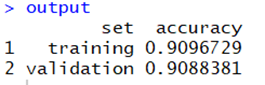 > output
set accuracy
1 training 0.9096729
2 validation 0.9088381